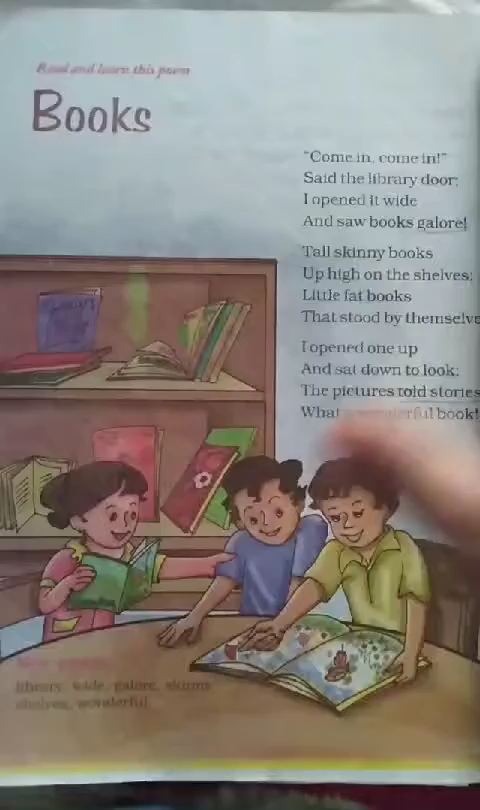 Read and learn this poem
Books
"Come in, come in!"
Said the library door;
I opened it wide
And saw books galore!
Tall skinny books
Up high on the shelves;
Little fat books
That stood by themselve
I opened one up
And sat down to look;
The pictures told stories
What a wonderful book!
library, wide, galore, skinny
shelves, wonderful